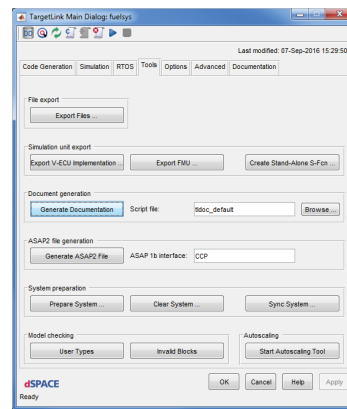 TargetLink Main Dialog: fuelsys
Last modified: 07-Sep-2016 15:29:50
Code Generation Simulation RTOS Tools Options Advanced Documentation
File export
Export Files ...
Simulation unit export
Export V-ECU Implementation ... Export FMU ... Create Stand-Alone S-Fcn ...
Document generation
Generate Documentation Script file: tldoc_default Browse...
ASAP2 file generation
Generate ASAP2 File ASAP 1b interface: CCP
System preparation
Prepare System ... Clear System ... Sync System ...
Model checking Autoscaling
User Types Invalid Blocks Start Autoscaling Tool
dSPACE OK Cancel Help Apply
Ready